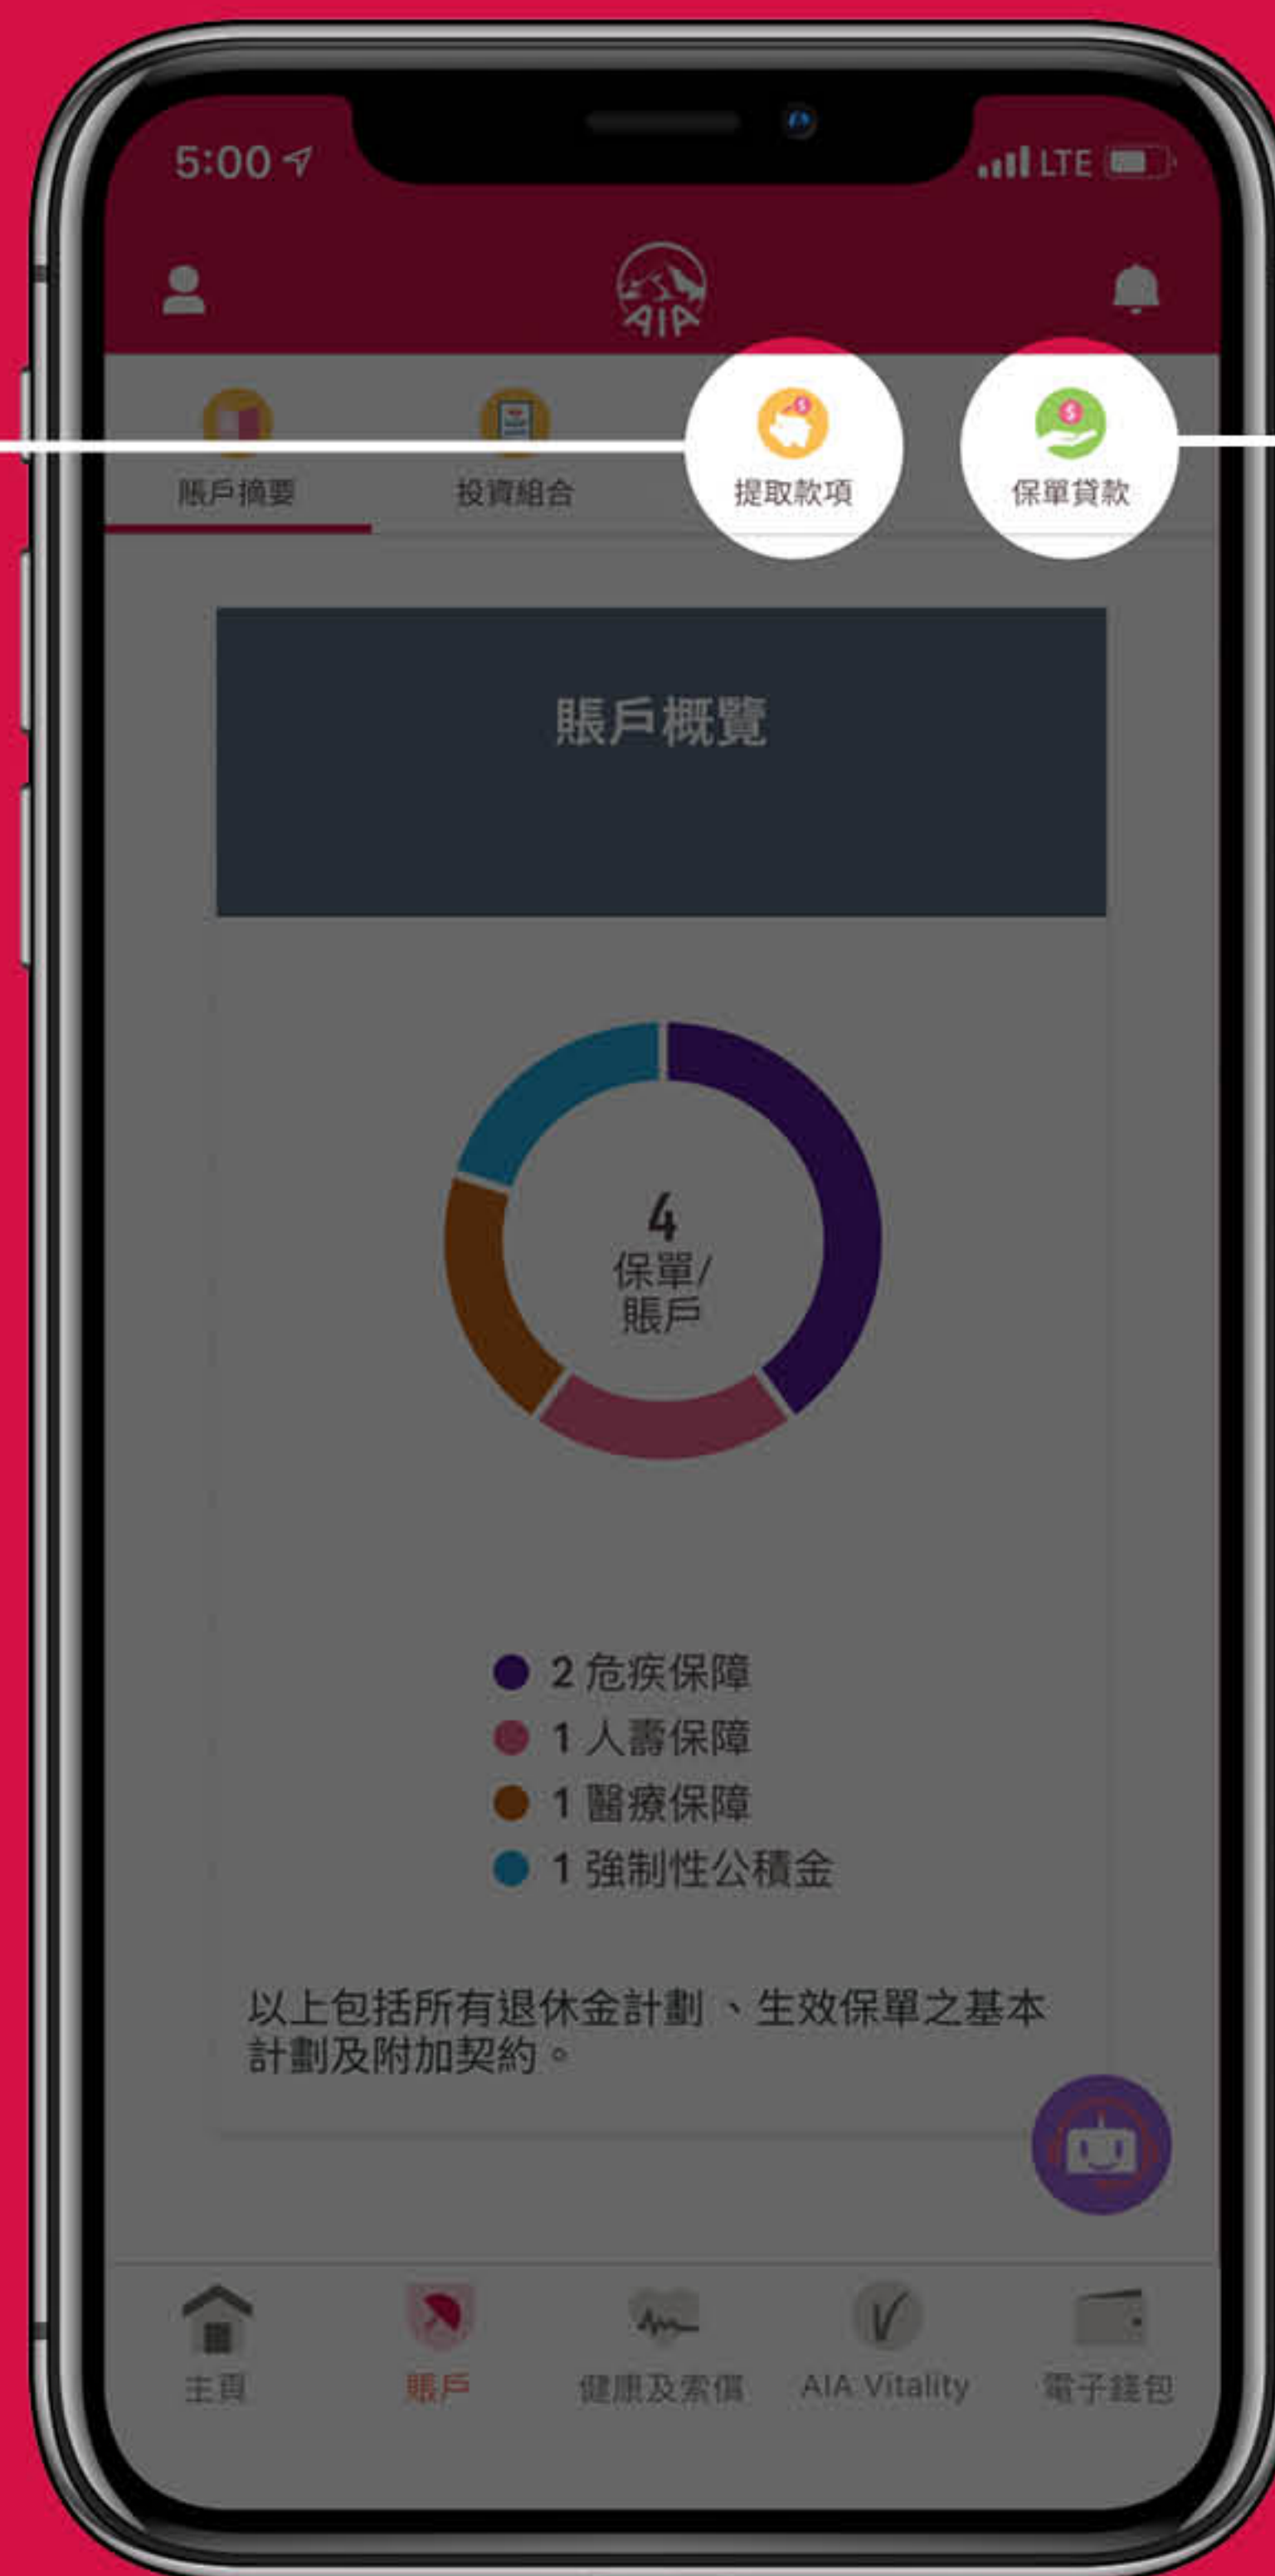 5:00
LTE
AIA
賬戶摘要
投資組合
提取款項
保單貸款
賬戶概覽
4
保單/
賬戶
2 危疾保障
1 人壽保障
1 醫療保障
1 強制性公積金
以上包括所有退休金計劃、生效保單之基本
計劃及附加契約。
主頁
賬戶
健康及索償
AIA Vitality
電子錢包